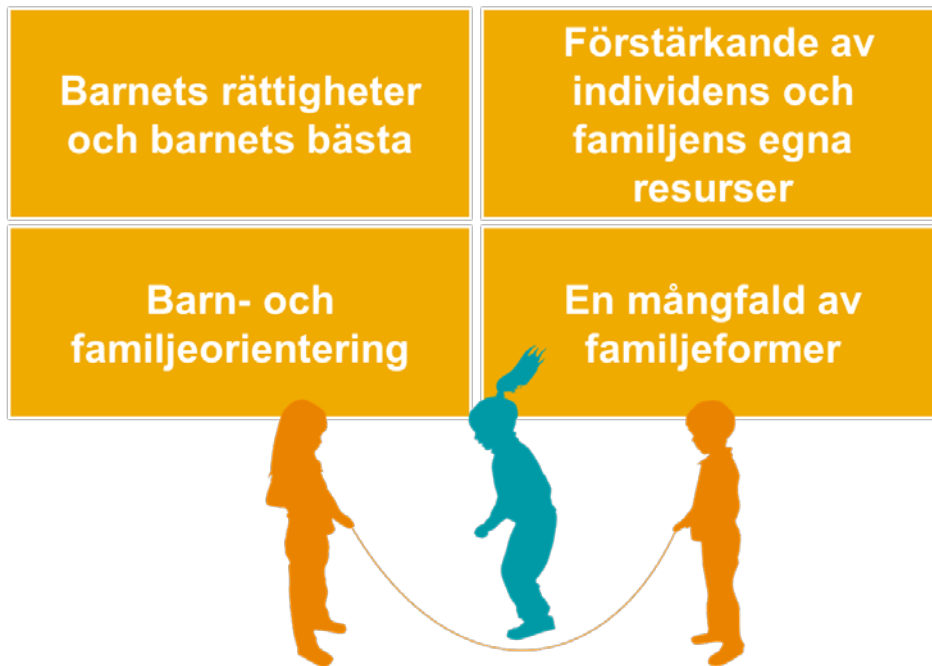 Barnets rättigheter
och barnets bästa
Förstärkande av
individens och
familjens egna
resurser
Barn- och
familjeorientering
En mångfald av
familjeformer